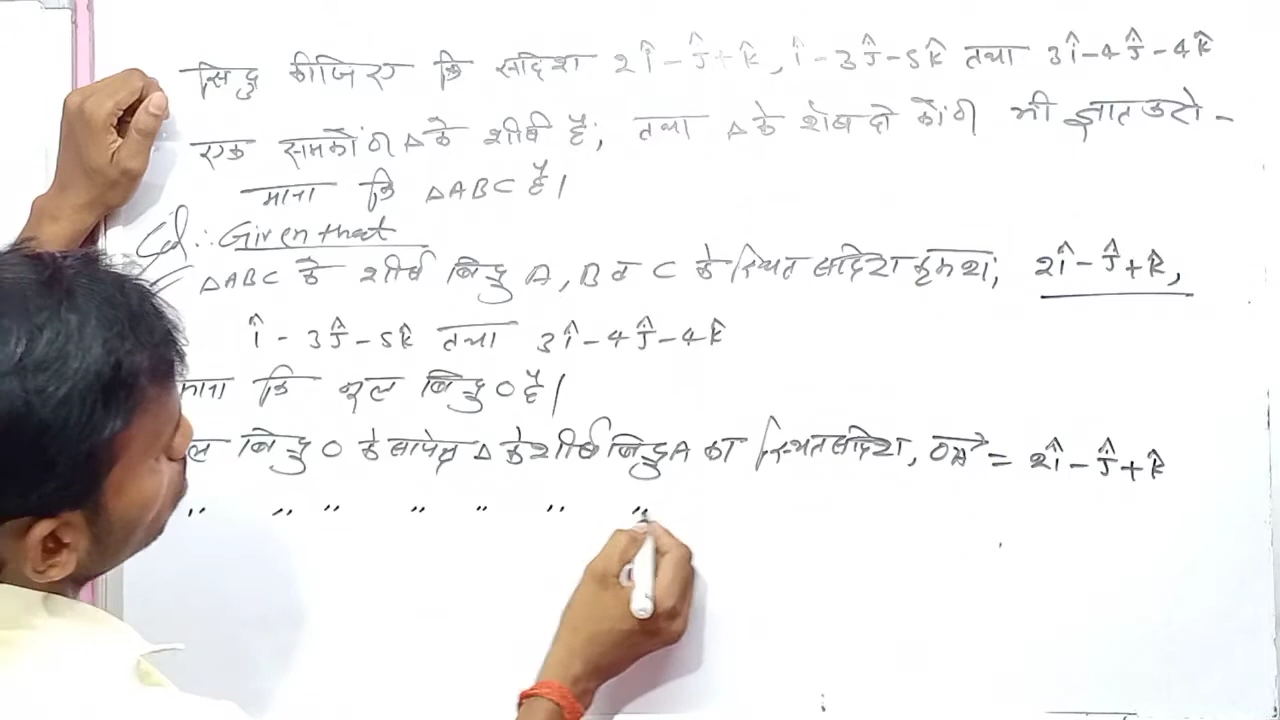 सिद्ध कीजिए कि सदिश 2î-ĵ+k̂, î-3ĵ-5k̂ तथा 3î-4ĵ-4k̂
एक समकोण △ के शीर्ष हैं; तथा △ के शेष दो कोण भी ज्ञात करो -
माना कि △ABC है।
Sol:. Given that
△ABC के शीर्ष बिन्दु A, B व C के स्थित सदिश क्रमशः; 2î-ĵ+k̂,
î-3ĵ-5k̂ तथा 3î-4ĵ-4k̂
माना कि मूल बिन्दु O है।
ल बिन्दु O के सापेक्ष △ के शीर्ष बिन्दु A का स्थित सदिश, OA⃗ = 2î-ĵ+k̂
" " " " " " "